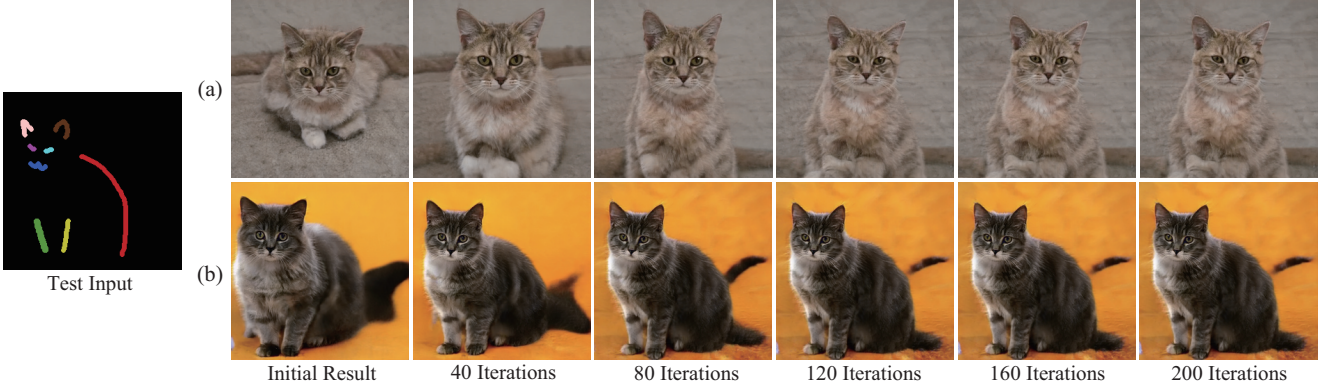 (a)
(b)
Test Input
Initial Result
40 Iterations
80 Iterations
120 Iterations
160 Iterations
200 Iterations